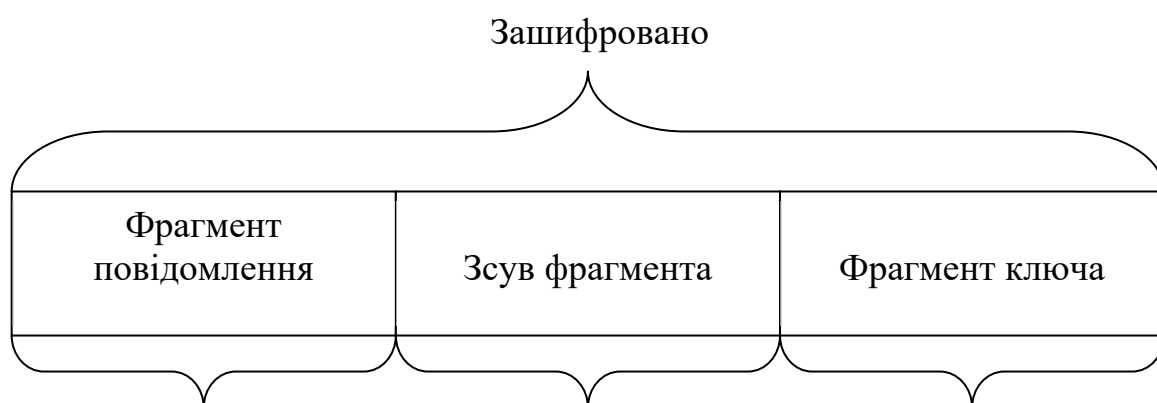 Зашифровано
Фрагмент
повідомлення
Зсув фрагмента
Фрагмент ключа